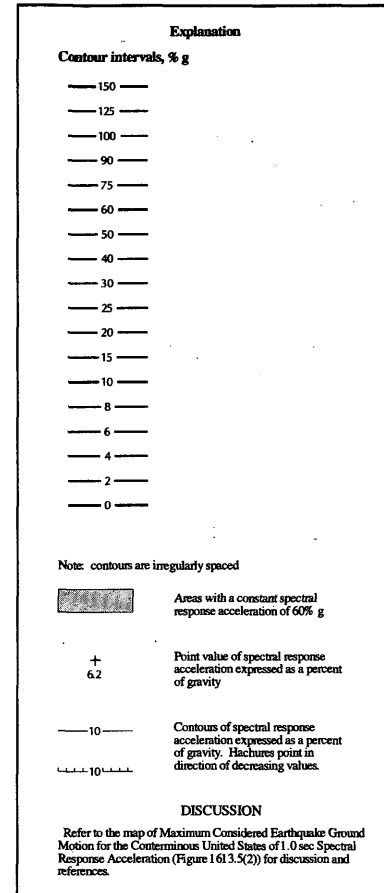 Explanation
Contour intervals, % g
150
125
100
90
75
60
50
40
30
25
20
15
10
8
6
4
2
0
Note: contours are irregularly spaced
Areas with a constant spectral
response acceleration of 60% g
+
6.2
Point value of spectral response
acceleration expressed as a percent
of gravity
10
10
Contours of spectral response
acceleration expressed as a percent
of gravity. Hachures point in
direction of decreasing values.
DISCUSSION
Refer to the map of Maximum Considered Earthquake Ground
Motion for the Conterminous United States of 1.0 sec Spectral
Response Acceleration (Figure 1613.5(2)) for discussion and
references.